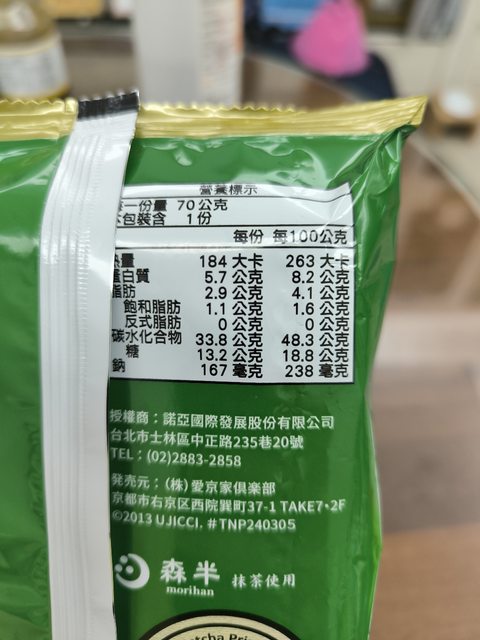 營養標示
一份量 70公克
包裝含 1份
每份 每100公克
熱量 184 大卡 263 大卡
蛋白質 5.7 公克 8.2 公克
脂肪 2.9 公克 4.1 公克
飽和脂肪 1.1 公克 1.6 公克
反式脂肪 0 公克 0 公克
碳水化合物 33.8 公克 48.3 公克
糖 13.2 公克 18.8 公克
鈉 167 毫克 238 毫克
授權商：諾亞國際發展股份有限公司
台北市士林區中正路235巷20號
TEL：(02)2883-2858
発売元：(株)愛京家倶楽部
京都市右京区西院巽町37-1 TAKE7・2F
©2013 UJICCI. #TNP240305
森半 抹茶使用
morihan